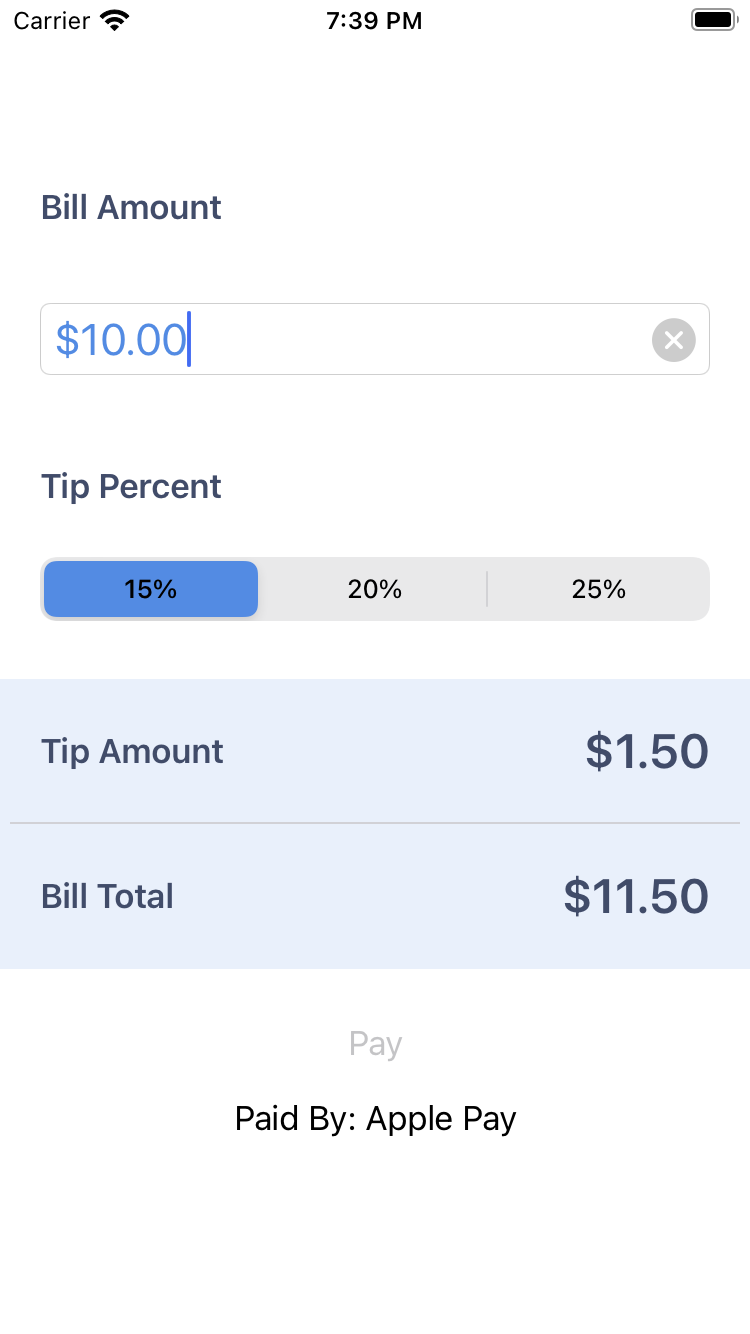 Carrier 7:39 PM
Bill Amount
$10.00
Tip Percent
15% 20% 25%
Tip Amount $1.50
Bill Total $11.50
Pay
Paid By: Apple Pay